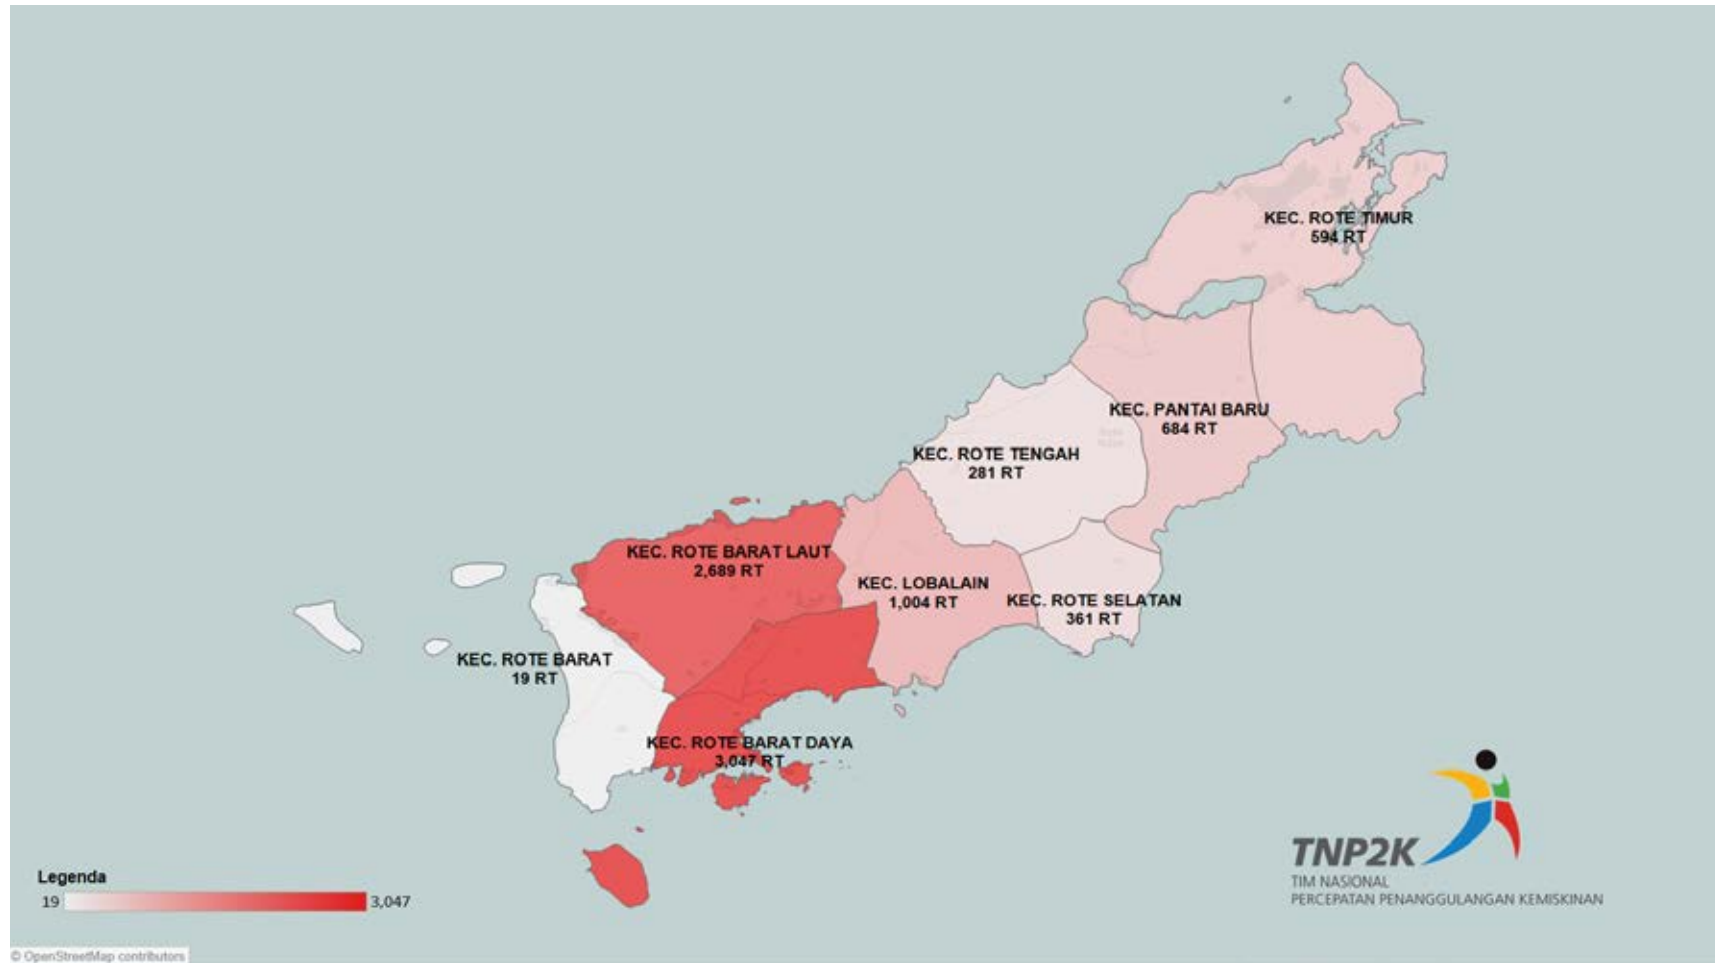 KEC. ROTE TIMUR
594 RT
KEC. PANTAI BARU
684 RT
KEC. ROTE TENGAH
281 RT
KEC. ROTE BARAT LAUT
2,689 RT
KEC. LOBALAIN
1,004 RT
KEC. ROTE SELATAN
361 RT
KEC. ROTE BARAT
19 RT
KEC. ROTE BARAT DAYA
3,047 RT
TNP2K
TIM NASIONAL
PERCEPATAN PENANGGULANGAN KEMISKINAN
Legenda
19 3,047
© OpenStreetMap contributors